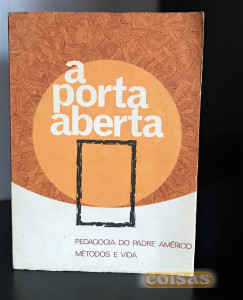 a
porta
aberta
PEDAGOGIA DO PADRE AMÉRICO
MÉTODOS E VIDA
coisas